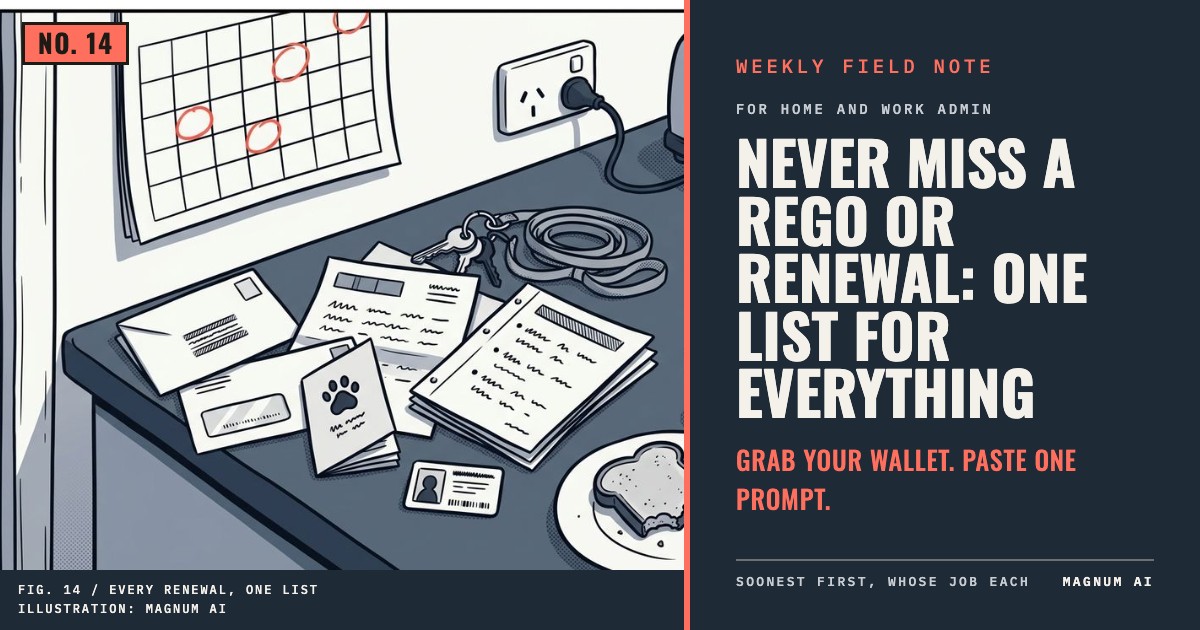 NO. 14
FIG. 14 / EVERY RENEWAL, ONE LIST
ILLUSTRATION: MAGNUM AI
WEEKLY FIELD NOTE
FOR HOME AND WORK ADMIN
NEVER MISS A
REGO OR
RENEWAL: ONE
LIST FOR
EVERYTHING
GRAB YOUR WALLET. PASTE ONE
PROMPT.
SOONEST FIRST, WHOSE JOB EACH
MAGNUM AI